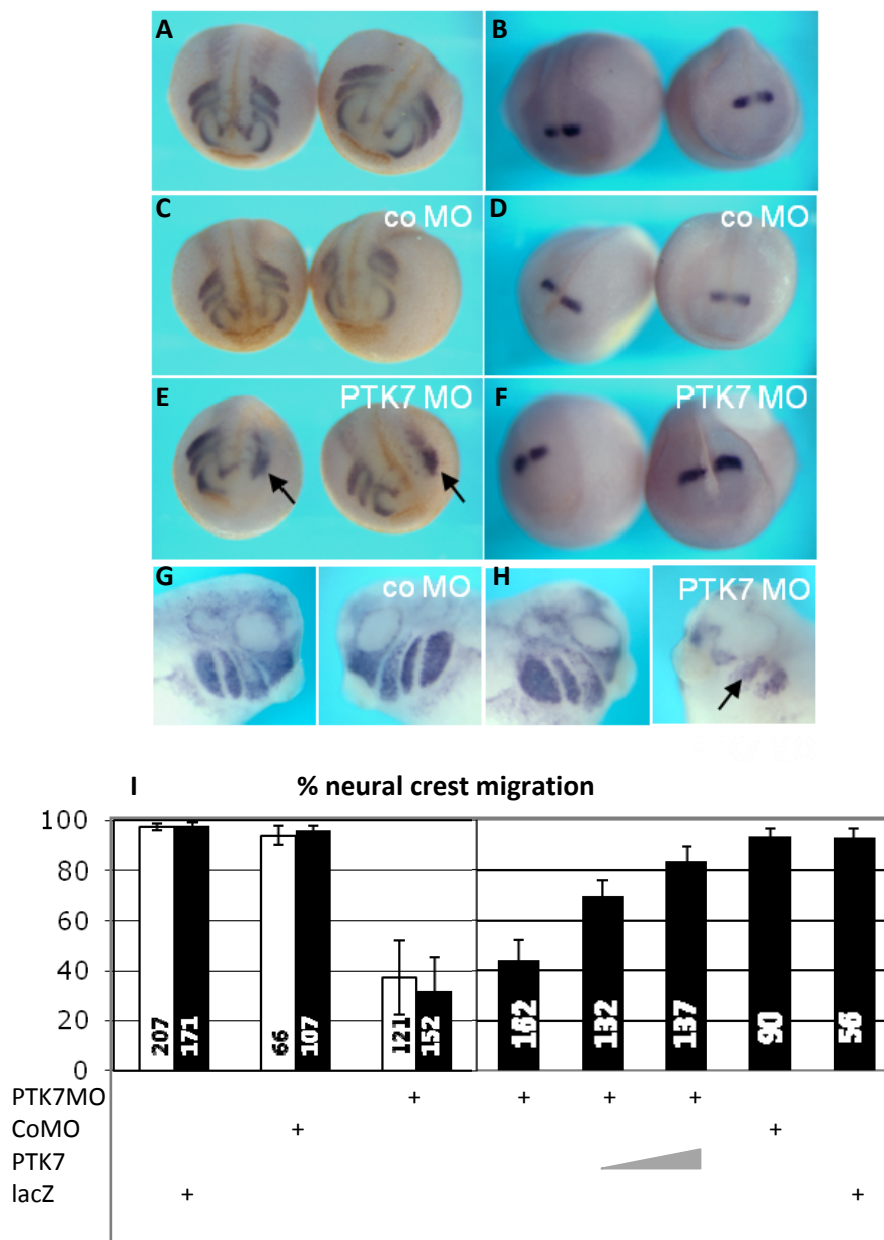 A B
C co MO D co MO
E PTK7 MO F PTK7 MO
G co MO H PTK7 MO
I % neural crest migration
100
80
60
40
20
0
207 171 66 107 121 152 182 132 137 90 56
PTK7MO + + + +
CoMO + +
PTK7
lacZ + +